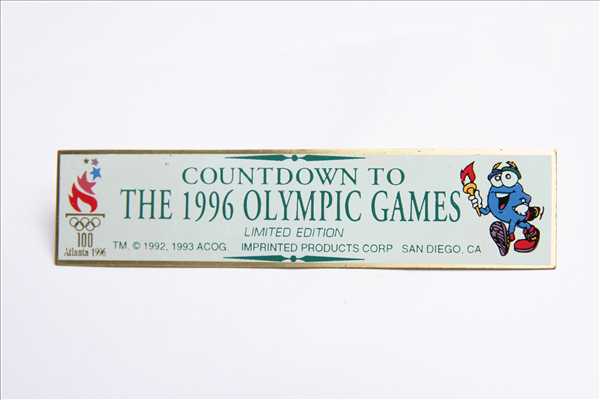 COUNTDOWN TO
THE 1996 OLYMPIC GAMES
LIMITED EDITION
TM. © 1992, 1993 ACOG. IMPRINTED PRODUCTS CORP SAN DIEGO, CA
100
Atlanta 1996